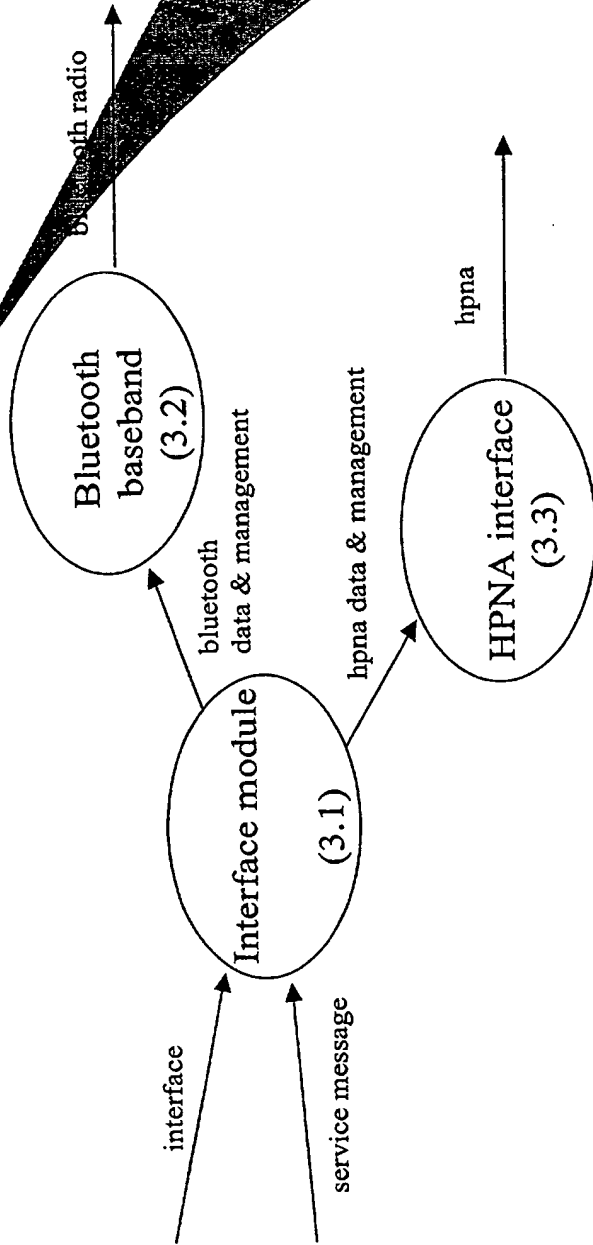 interface
service message
Interface module
(3.1)
bluetooth
data & management
hpna data & management
Bluetooth
baseband
(3.2)
HPNA interface
(3.3)
bluetooth radio
hpna